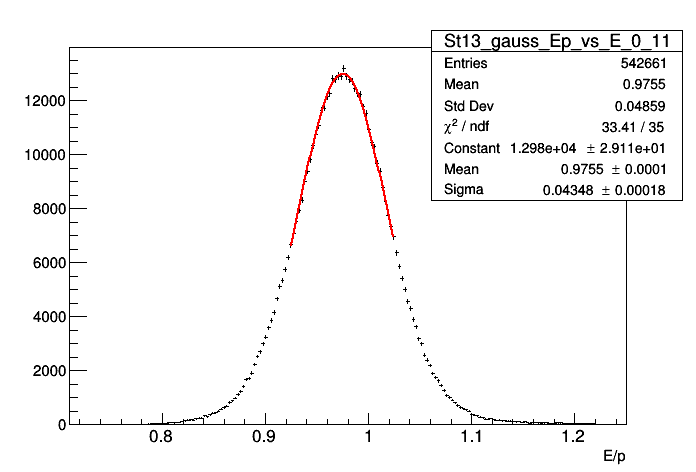 St13_gauss_Ep_vs_E_0_11
Entries 542661
Mean 0.9755
Std Dev 0.04859
χ² / ndf 33.41 / 35
Constant 1.298e+04 ± 2.911e+01
Mean 0.9755 ± 0.0001
Sigma 0.04348 ± 0.00018
12000
10000
8000
6000
4000
2000
0
0.8 0.9 1 1.1 1.2
E/p